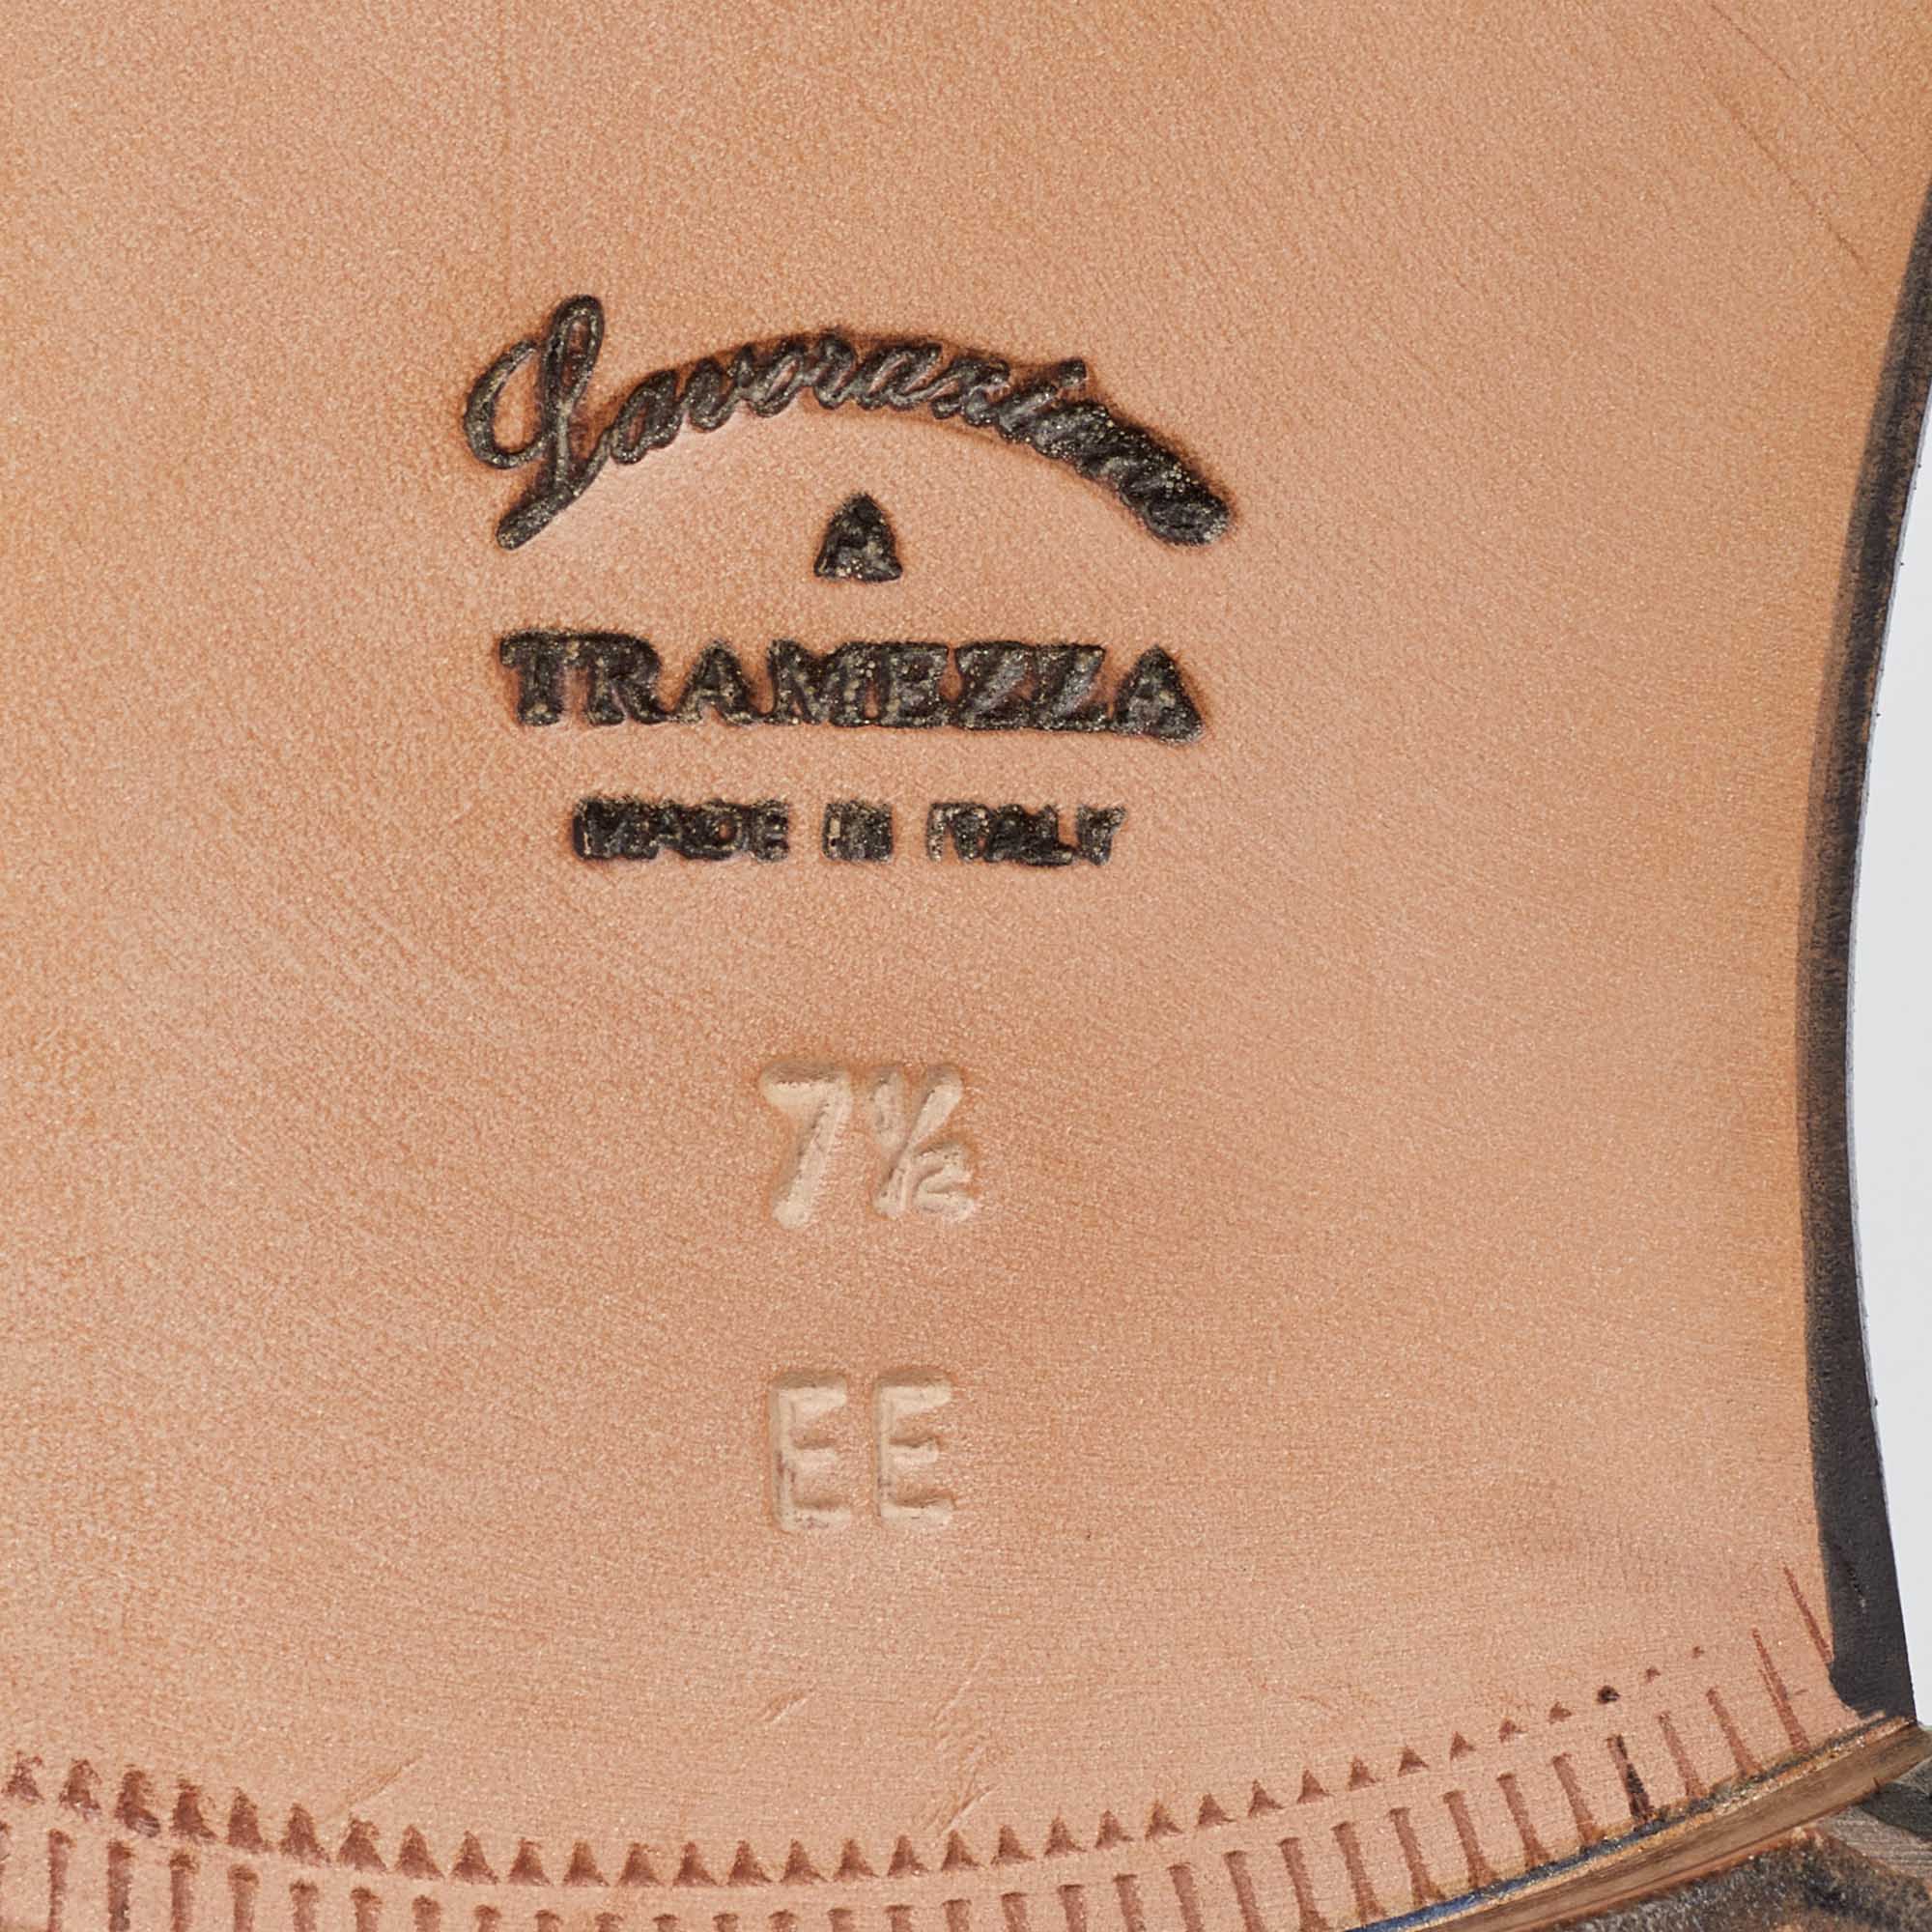 Lavorazione
A
TRAMEZZA
MADE IN ITALY
7½
EE